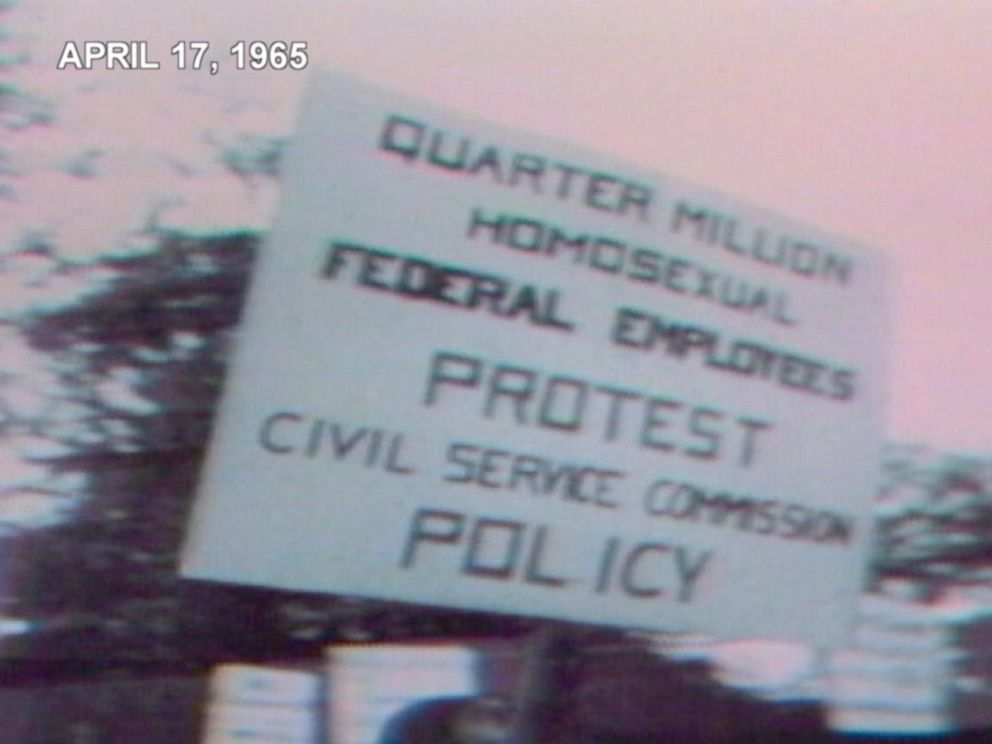 APRIL 17, 1965
QUARTER MILLION
HOMOSEXUAL
FEDERAL EMPLOYEES
PROTEST
CIVIL SERVICE COMMISSION
POLICY